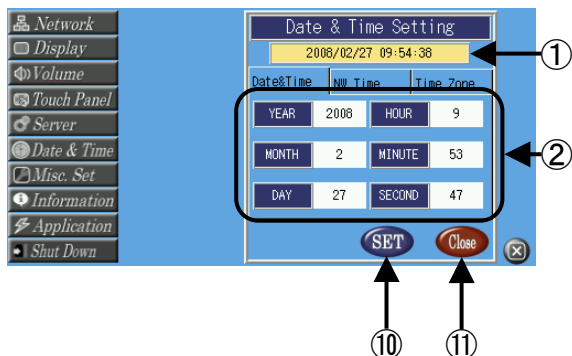 Network
Display
Volume
Touch Panel
Server
Date & Time
Misc. Set
Information
Application
Shut Down
Date & Time Setting
2008/02/27 09:54:38
Date&Time NW Time Time Zone
YEAR 2008 HOUR 9
MONTH 2 MINUTE 53
DAY 27 SECOND 47
SET Close
①
②
⑩ ⑪